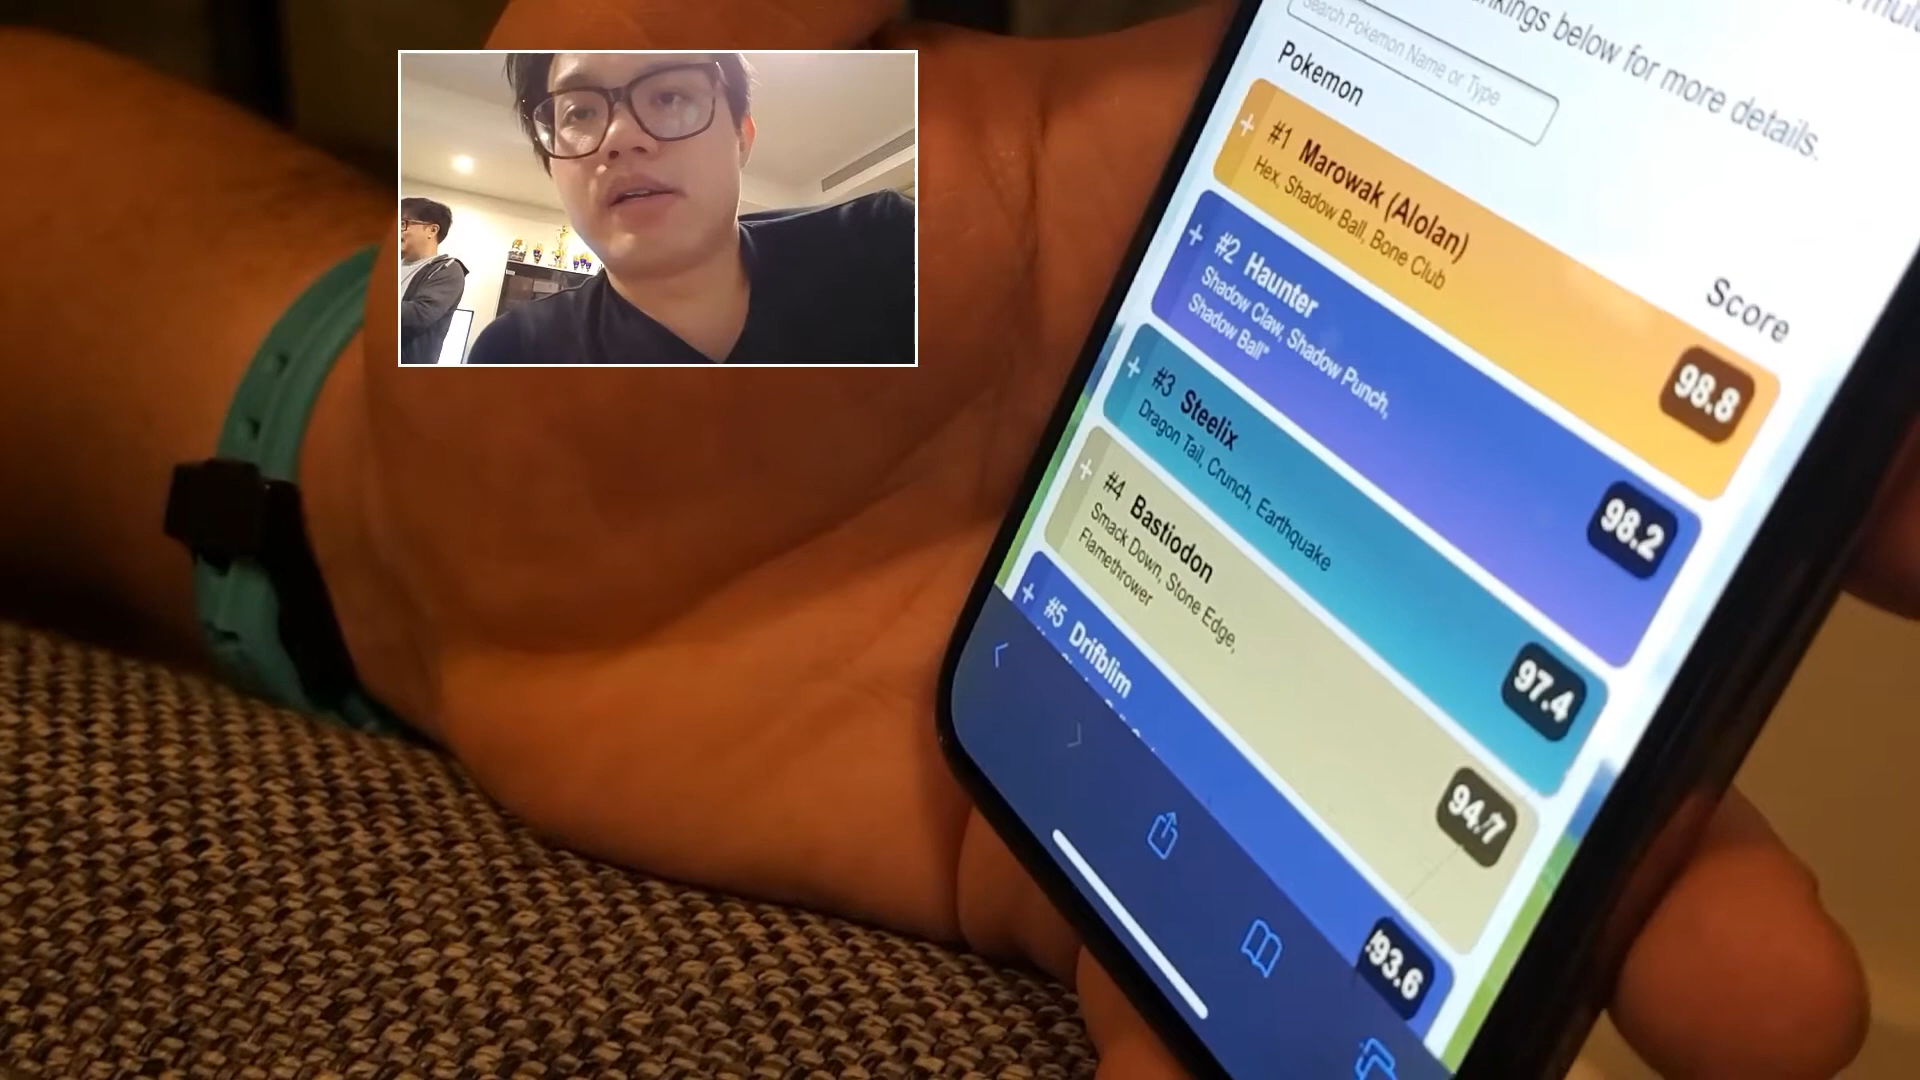 rankings below for more details.
Search Pokemon Name or Type
Pokemon
Score
#1 Marowak (Alolan)
Hex, Shadow Ball, Bone Club
98.8
#2 Haunter
Shadow Claw, Shadow Punch,
Shadow Ball*
98.2
#3 Steelix
Dragon Tail, Crunch, Earthquake
97.4
#4 Bastiodon
Smack Down, Stone Edge,
Flamethrower
94.7
#5 Drifblim
93.6